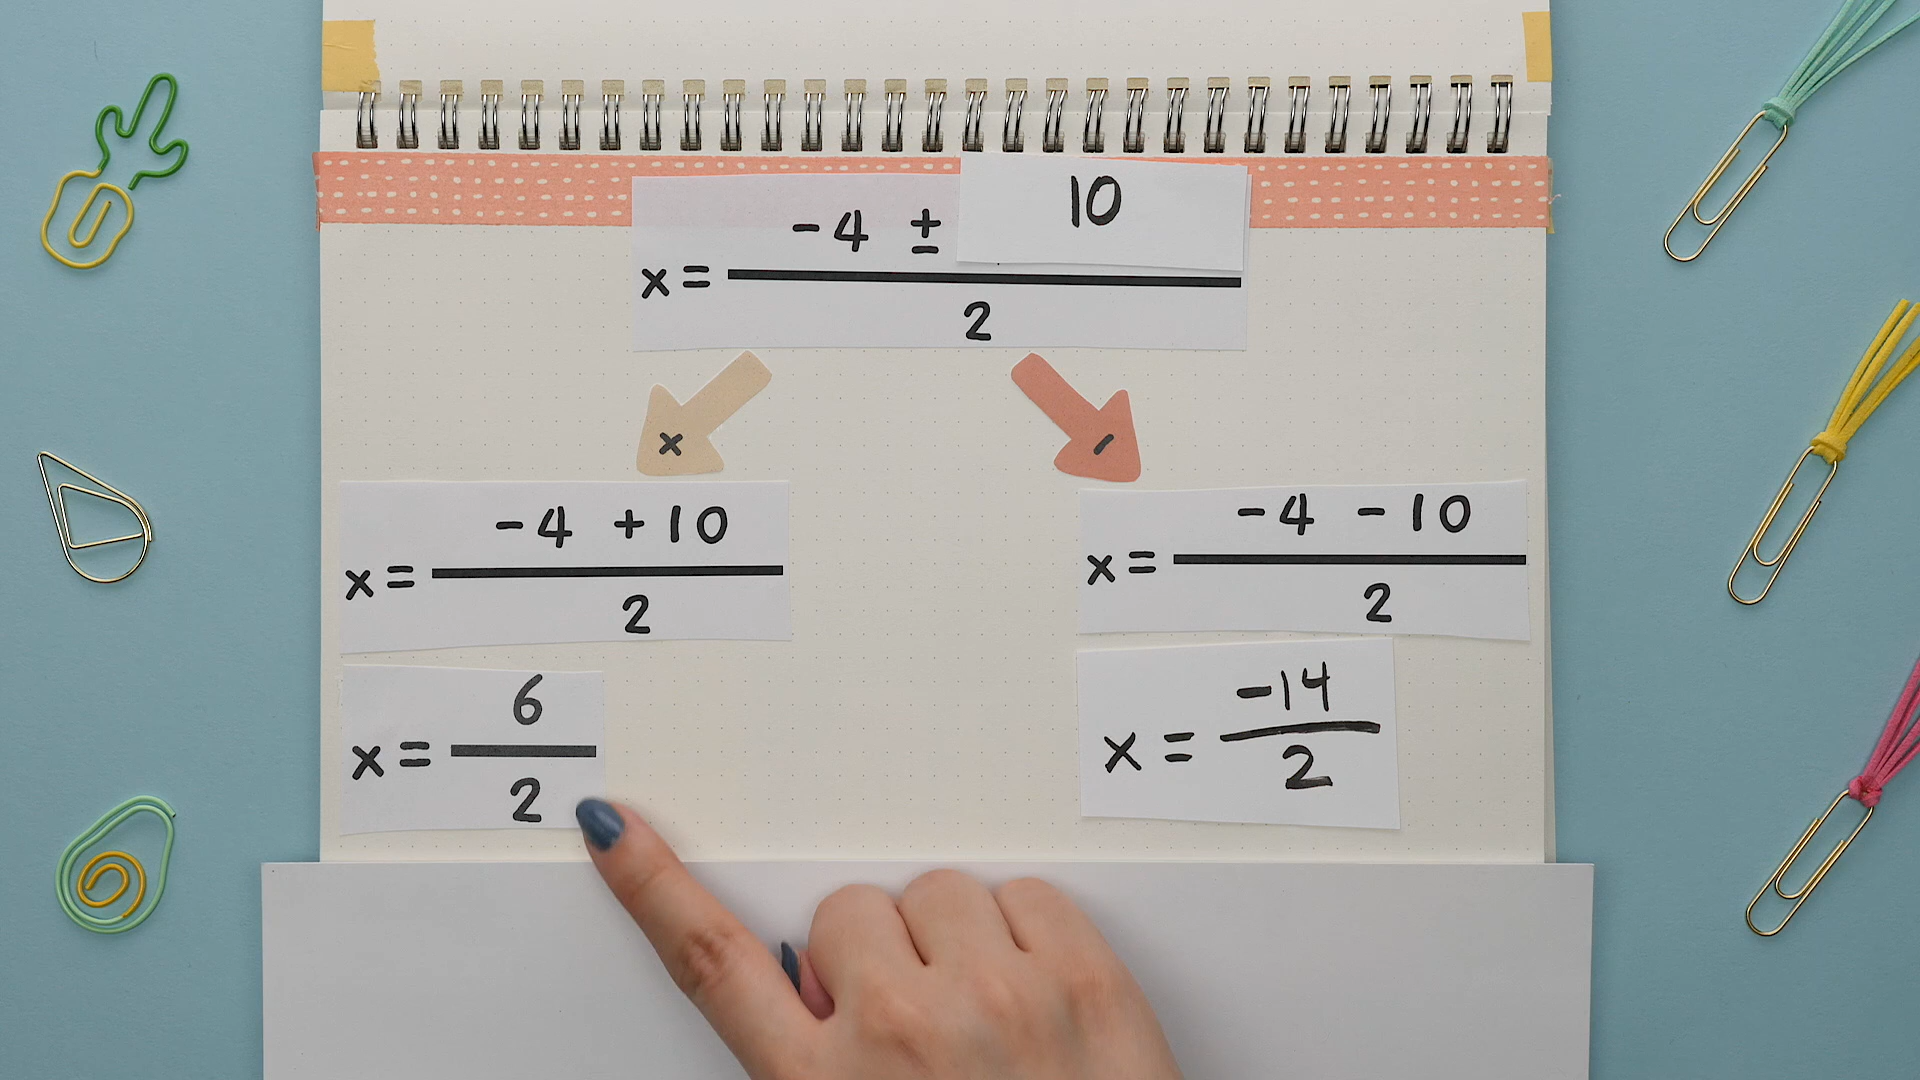 10
-4 ±
x =
2
x
-
-4 + 10
x =
2
-4 - 10
x =
2
6
x =
2
-14
x =
2